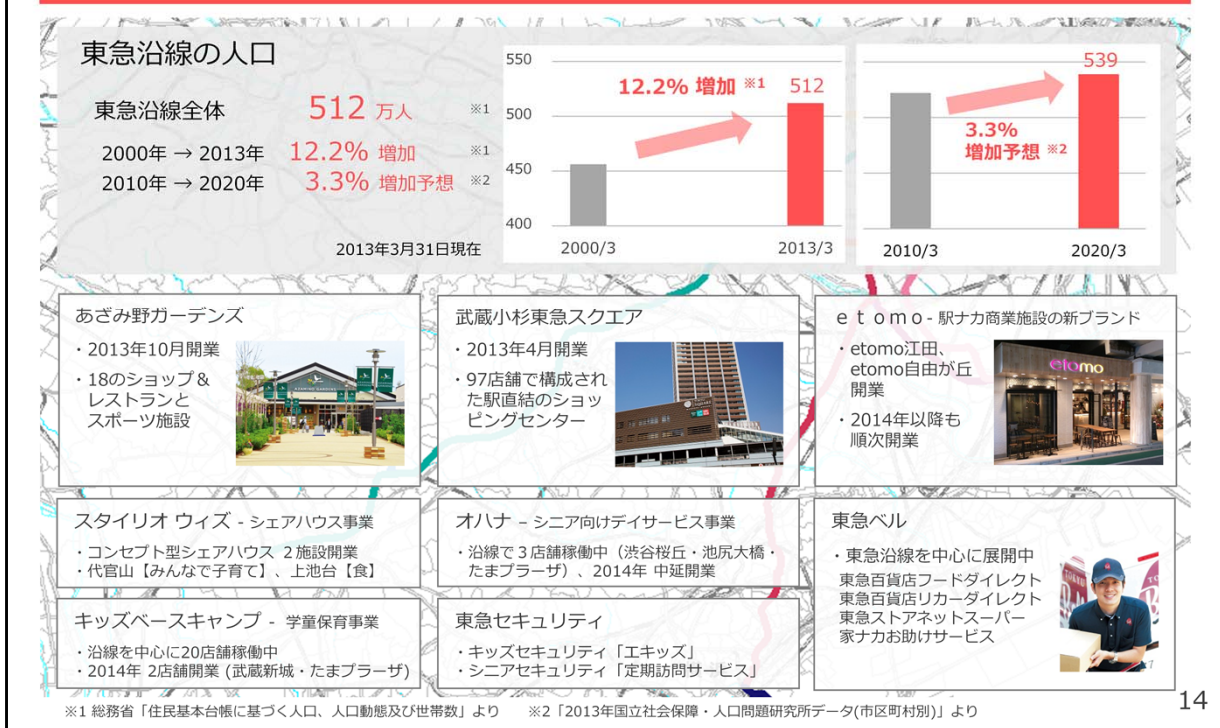 東急沿線の人口
東急沿線全体 512 万人 ※1
2000年 → 2013年 12.2% 増加 ※1
2010年 → 2020年 3.3% 増加予想 ※2
2013年3月31日現在
550
500
450
400
12.2% 増加 ※1 512
2000/3 2013/3
539
3.3%
増加予想 ※2
2010/3 2020/3
あざみ野ガーデンズ
・2013年10月開業
・18のショップ＆
レストランと
スポーツ施設
武蔵小杉東急スクエア
・2013年4月開業
・97店舗で構成され
た駅直結のショッ
ピングセンター
ｅｔｏｍｏ- 駅ナカ商業施設の新ブランド
・etomo江田、
etomo自由が丘
開業
・2014年以降も
順次開業
etomo
スタイリオ ウィズ - シェアハウス事業
・コンセプト型シェアハウス ２施設開業
・代官山【みんなで子育て】、上池台【食】
オハナ – シニア向けデイサービス事業
・沿線で３店舗稼働中（渋谷桜丘・池尻大橋・
たまプラーザ）、2014年 中延開業
東急ベル
・東急沿線を中心に展開中
東急百貨店フードダイレクト
東急百貨店リカーダイレクト
東急ストアネットスーパー
家ナカお助けサービス
キッズベースキャンプ - 学童保育事業
・沿線を中心に20店舗稼働中
・2014年 2店舗開業 (武蔵新城・たまプラーザ)
東急セキュリティ
・キッズセキュリティ「エキッズ」
・シニアセキュリティ「定期訪問サービス」
14
※1 総務省「住民基本台帳に基づく人口、人口動態及び世帯数」より ※2「2013年国立社会保障・人口問題研究所データ(市区町村別)」より